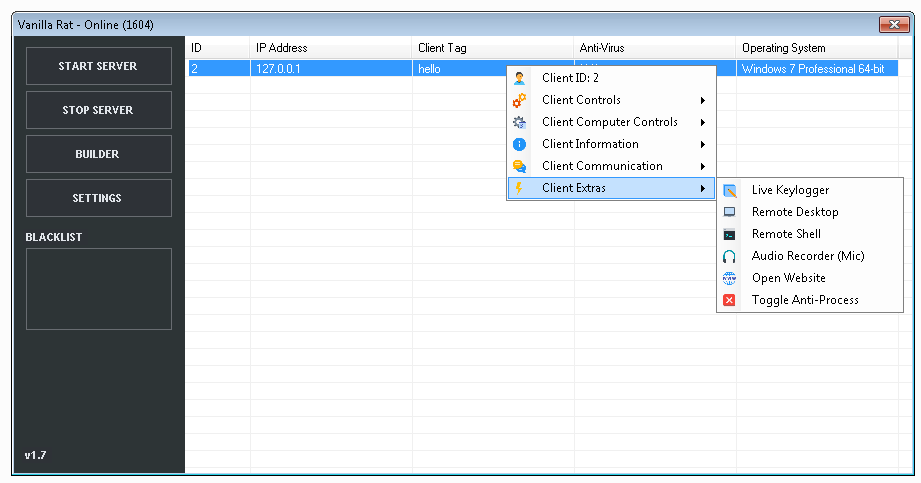 Vanilla Rat - Online (1604)
ID IP Address Client Tag Anti-Virus Operating System
2 127.0.0.1 hello Windows 7 Professional 64-bit
START SERVER
STOP SERVER
BUILDER
SETTINGS
BLACKLIST
v1.7
Client ID: 2
Client Controls
Client Computer Controls
Client Information
Client Communication
Client Extras
Live Keylogger
Remote Desktop
Remote Shell
Audio Recorder (Mic)
Open Website
Toggle Anti-Process